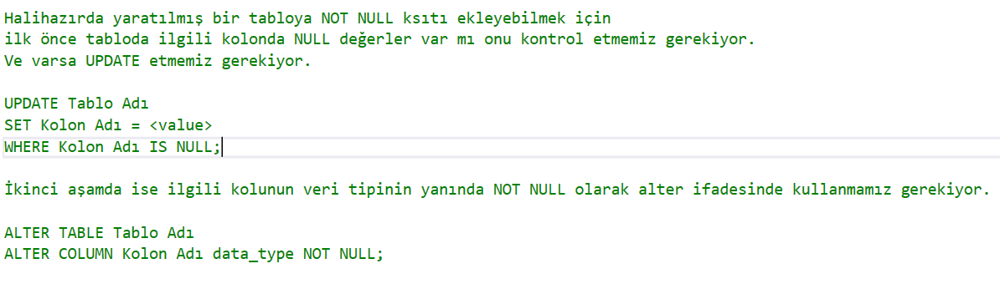 Halihazırda yaratılmış bir tabloya NOT NULL ksıtı ekleyebilmek için
ilk önce tabloda ilgili kolonda NULL değerler var mı onu kontrol etmemiz gerekiyor.
Ve varsa UPDATE etmemiz gerekiyor.
UPDATE Tablo Adı
SET Kolon Adı = <value>
WHERE Kolon Adı IS NULL;
İkinci aşamda ise ilgili kolunun veri tipinin yanında NOT NULL olarak alter ifadesinde kullanmamız gerekiyor.
ALTER TABLE Tablo Adı
ALTER COLUMN Kolon Adı data_type NOT NULL;